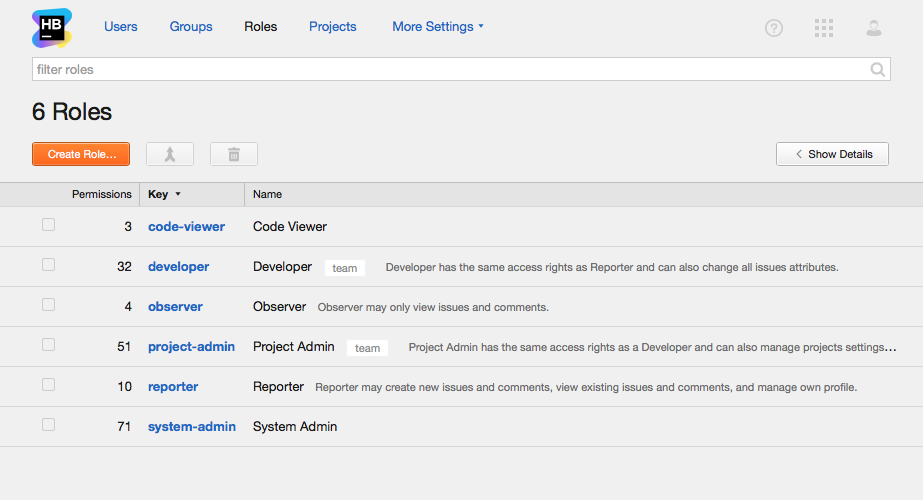 HB Users Groups Roles Projects More Settings
filter roles
6 Roles
Create Role... Show Details
Permissions Key Name
3 code-viewer Code Viewer
32 developer Developer team Developer has the same access rights as Reporter and can also change all issues attributes.
4 observer Observer Observer may only view issues and comments.
51 project-admin Project Admin team Project Admin has the same access rights as a Developer and can also manage projects settings...
10 reporter Reporter Reporter may create new issues and comments, view existing issues and comments, and manage own profile.
71 system-admin System Admin